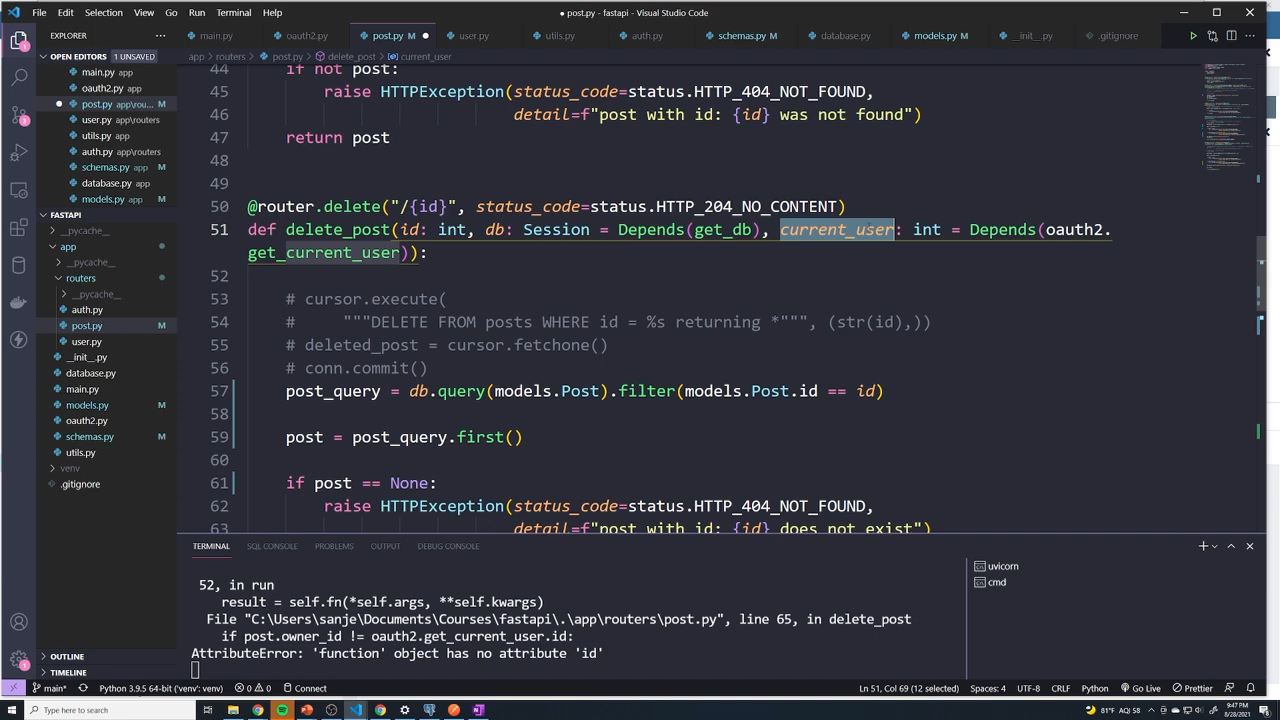 File Edit Selection View Go Run Terminal Help
● post.py - fastapi - Visual Studio Code
EXPLORER
main.py
oauth2.py M
post.py M
user.py
utils.py
auth.py
schemas.py M
database.py
models.py M
__init__.py
.gitignore
OPEN EDITORS 1 UNSAVED
main.py app
oauth2.py app
post.py app\rou... M
user.py app\routers
utils.py app
auth.py app\routers
schemas.py app M
database.py app
models.py app M
FASTAPI
__pycache__
app
__pycache__
routers
__pycache__
auth.py
post.py M
user.py
__init__.py
database.py
main.py
models.py M
oauth2.py
schemas.py M
utils.py
venv
.gitignore
OUTLINE
TIMELINE
app > routers > post.py > delete_post > current_user
44 if not post:
45 raise HTTPException(status_code=status.HTTP_404_NOT_FOUND,
46 detail=f"post with id: {id} was not found")
47 return post
48
49
50 @router.delete("/{id}", status_code=status.HTTP_204_NO_CONTENT)
51 def delete_post(id: int, db: Session = Depends(get_db), current_user: int = Depends(oauth2.
get_current_user)):
52
53 # cursor.execute(
54 # """DELETE FROM posts WHERE id = %s returning *""", (str(id),))
55 # deleted_post = cursor.fetchone()
56 # conn.commit()
57 post_query = db.query(models.Post).filter(models.Post.id == id)
58
59 post = post_query.first()
60
61 if post == None:
62 raise HTTPException(status_code=status.HTTP_404_NOT_FOUND,
63 detail=f"post with id: {id} does not exist")
TERMINAL SQL CONSOLE PROBLEMS OUTPUT DEBUG CONSOLE
52, in run
result = self.fn(*self.args, **self.kwargs)
File "C:\Users\sanje\Documents\Courses\fastapi\.\app\routers\post.py", line 65, in delete_post
if post.owner_id != oauth2.get_current_user.id:
AttributeError: 'function' object has no attribute 'id'
uvicorn
cmd
main* Python 3.9.5 64-bit ('venv': venv) 0 0 Connect
Ln 51, Col 69 (12 selected) Spaces: 4 UTF-8 CRLF Python Go Live Prettier
Type here to search
81°F AQI 58
9:47 PM
8/28/2021